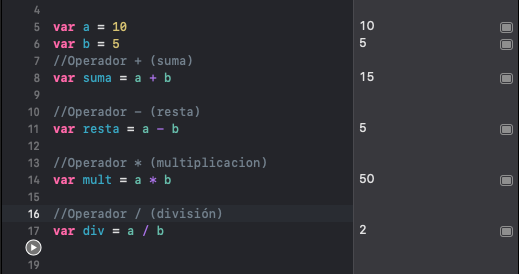 4
5 var a = 10 10
6 var b = 5 5
7 //Operador + (suma)
8 var suma = a + b 15
9
10 //Operador - (resta)
11 var resta = a - b 5
12
13 //Operador * (multiplicacion)
14 var mult = a * b 50
15
16 //Operador / (división)
17 var div = a / b 2
19